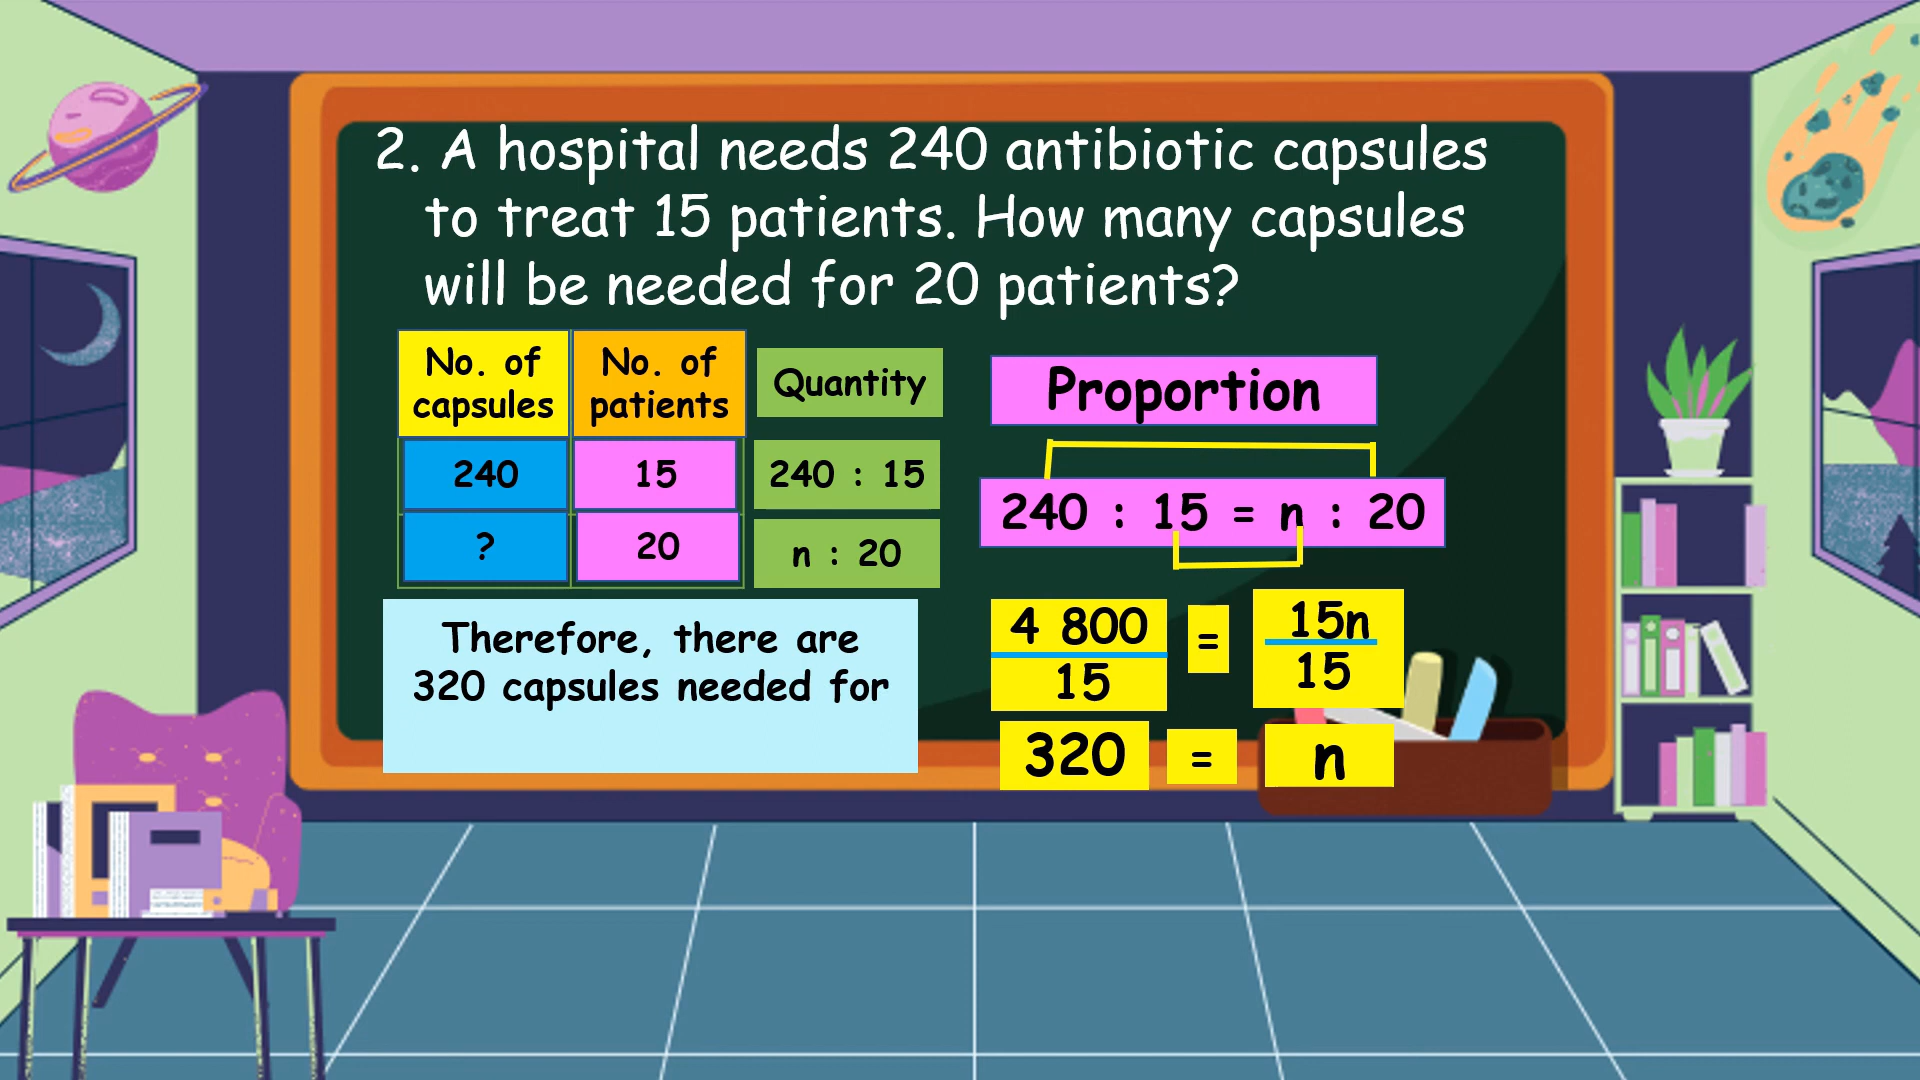 2. A hospital needs 240 antibiotic capsules
to treat 15 patients. How many capsules
will be needed for 20 patients?
No. of
capsules
No. of
patients
Quantity
240
15
240 : 15
?
20
n : 20
Proportion
240 : 15 = n : 20
4 800
15
=
15n
15
320
=
n
Therefore, there are
320 capsules needed for